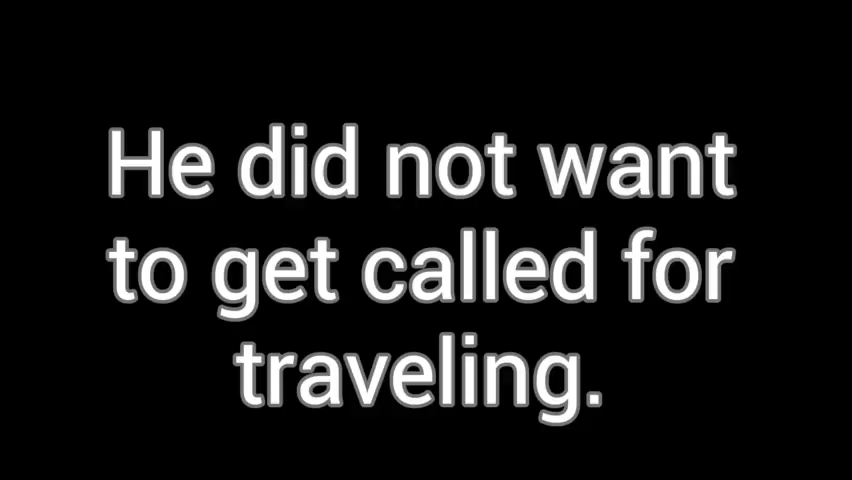 He did not want
to get called for
traveling.